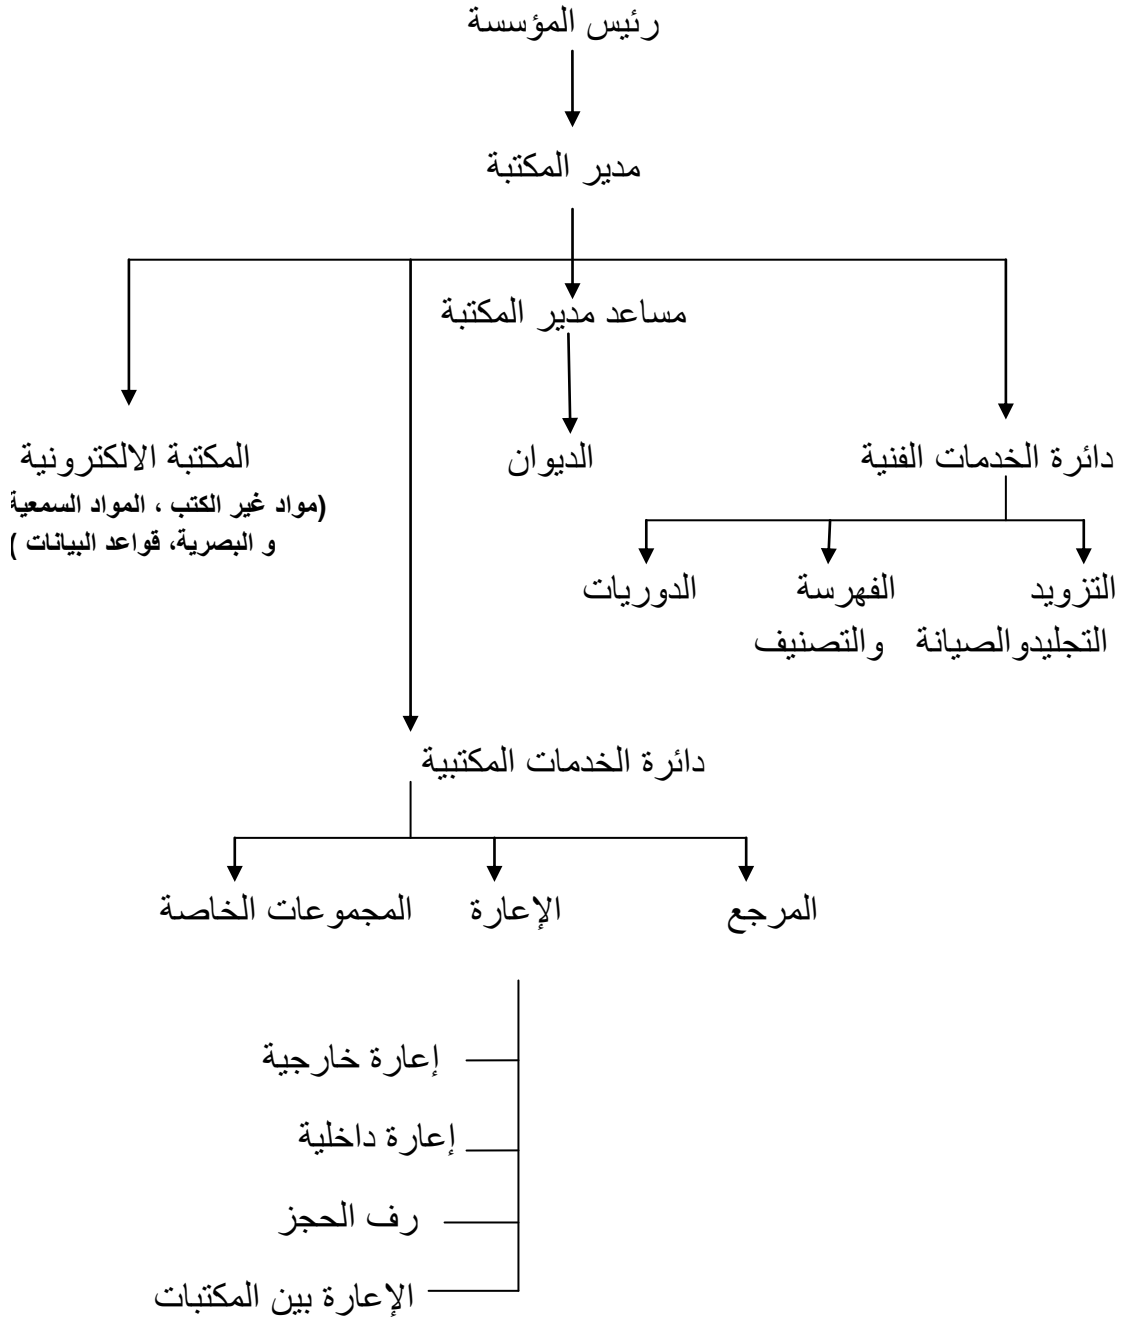 رئيس المؤسسة
مدير المكتبة
مساعد مدير المكتبة
دائرة الخدمات الفنية
الديوان
المكتبة الالكترونية
(مواد غير الكتب ، المواد السمعية
و البصرية، قواعد البيانات )
التزويد
التجليدوالصيانة
الفهرسة
والتصنيف
الدوريات
دائرة الخدمات المكتبية
المرجع
الإعارة
المجموعات الخاصة
إعارة خارجية
إعارة داخلية
رف الحجز
الإعارة بين المكتبات